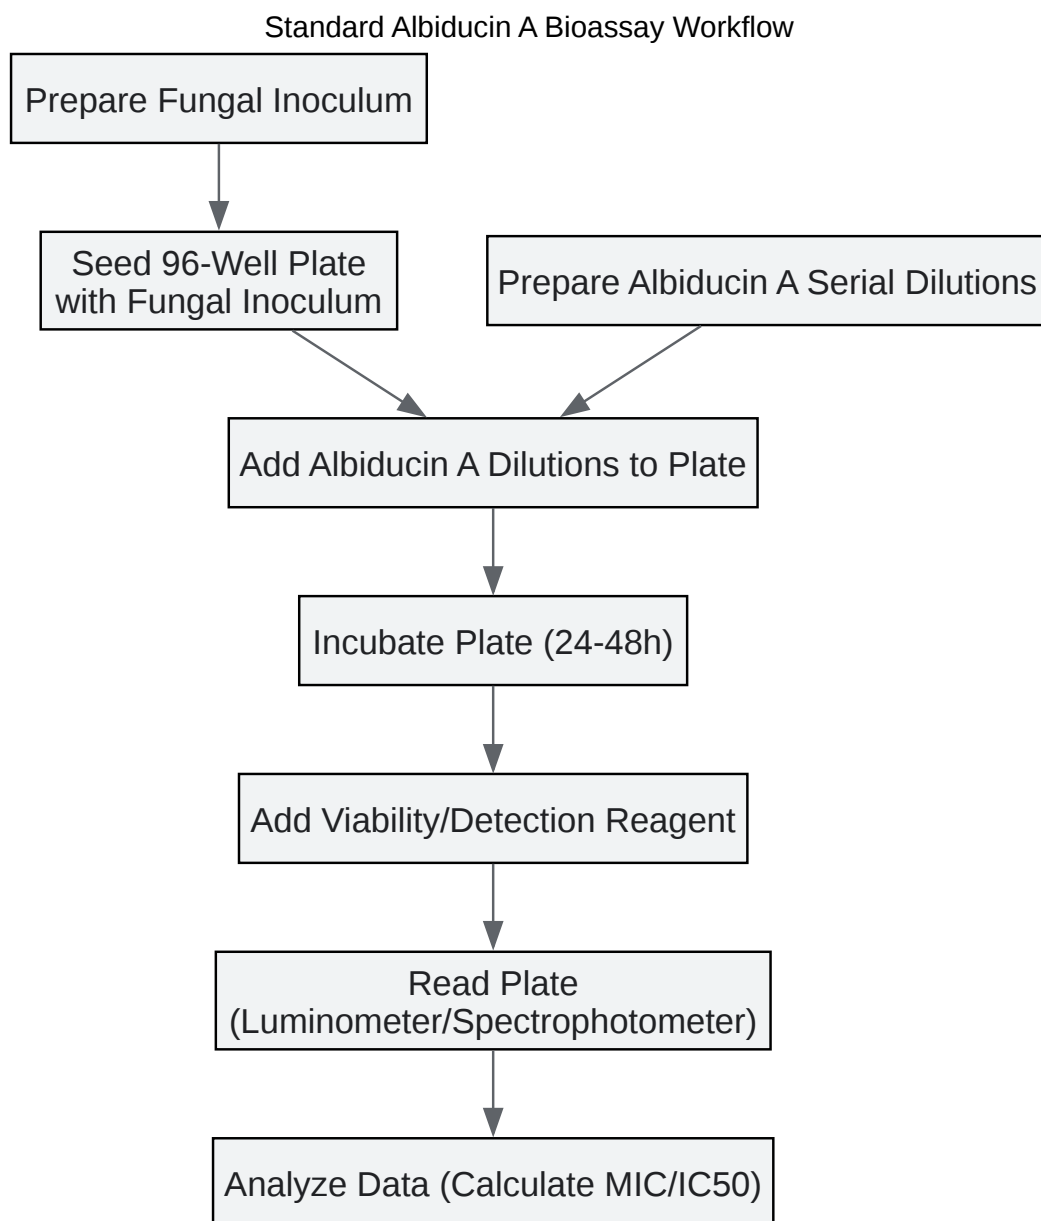 Standard Albiducin A Bioassay Workflow
Prepare Fungal Inoculum
Seed 96-Well Plate
with Fungal Inoculum
Prepare Albiducin A Serial Dilutions
Add Albiducin A Dilutions to Plate
Incubate Plate (24-48h)
Add Viability/Detection Reagent
Read Plate
(Luminometer/Spectrophotometer)
Analyze Data (Calculate MIC/IC50)